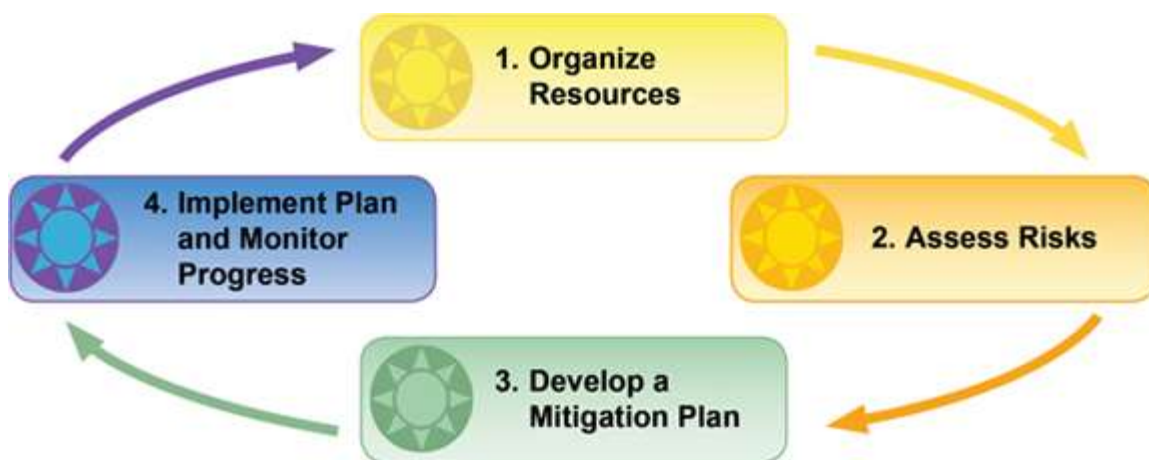 1. Organize
Resources
2. Assess Risks
3. Develop a
Mitigation Plan
4. Implement Plan
and Monitor
Progress